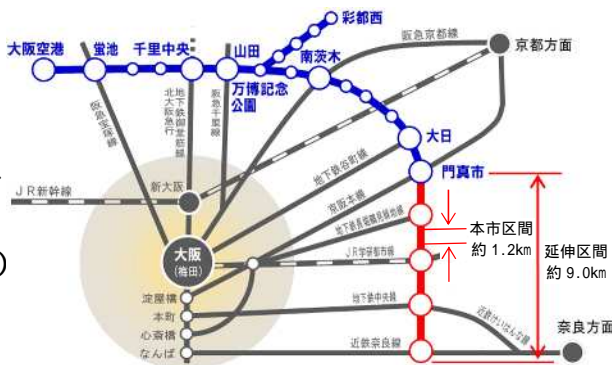 彩都西
大阪空港
蛍池
千里中央
山田
南茨木
阪急京都線
京都方面
万博記念
公園
阪急宝塚線
地下鉄御堂筋線
北大阪急行
阪急千里線
大日
地下鉄谷町線
門真市
京阪本線
JR新幹線
新大阪
地下鉄長堀鶴見緑地線
本市区間
約 1.2km
延伸区間
約 9.0km
大阪
(梅田)
JR学研都市線
淀屋橋
本町
地下鉄中央線
近鉄けいはんな線
心斎橋
奈良方面
なんば
近鉄奈良線